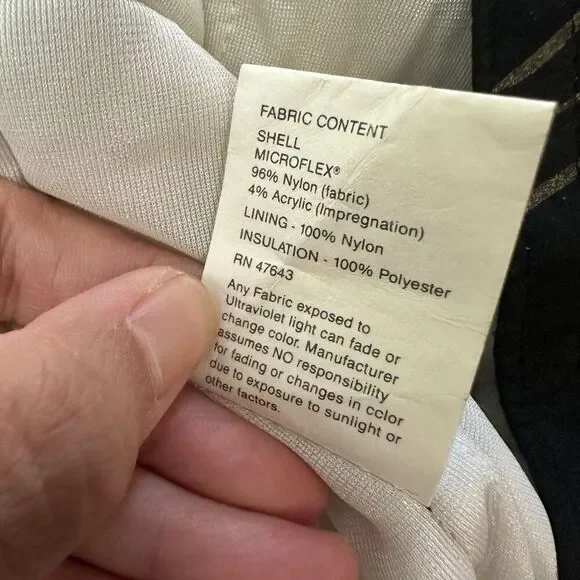 FABRIC CONTENT
SHELL
MICROFLEX®
96% Nylon (fabric)
4% Acrylic (Impregnation)
LINING - 100% Nylon
INSULATION - 100% Polyester
RN 47643
Any Fabric exposed to
Ultraviolet light can fade or
change color. Manufacturer
assumes NO responsibility
for fading or changes in color
due to exposure to sunlight or
other factors.